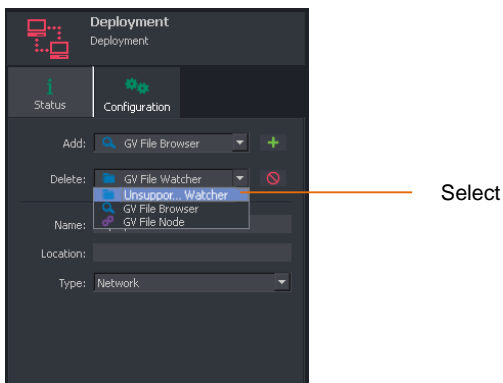 Deployment
Deployment
Status
Configuration
Add: GV File Browser
Delete: GV File Watcher
Unsuppor... Watcher
Select
GV File Browser
Name:
GV File Node
Location:
Type: Network